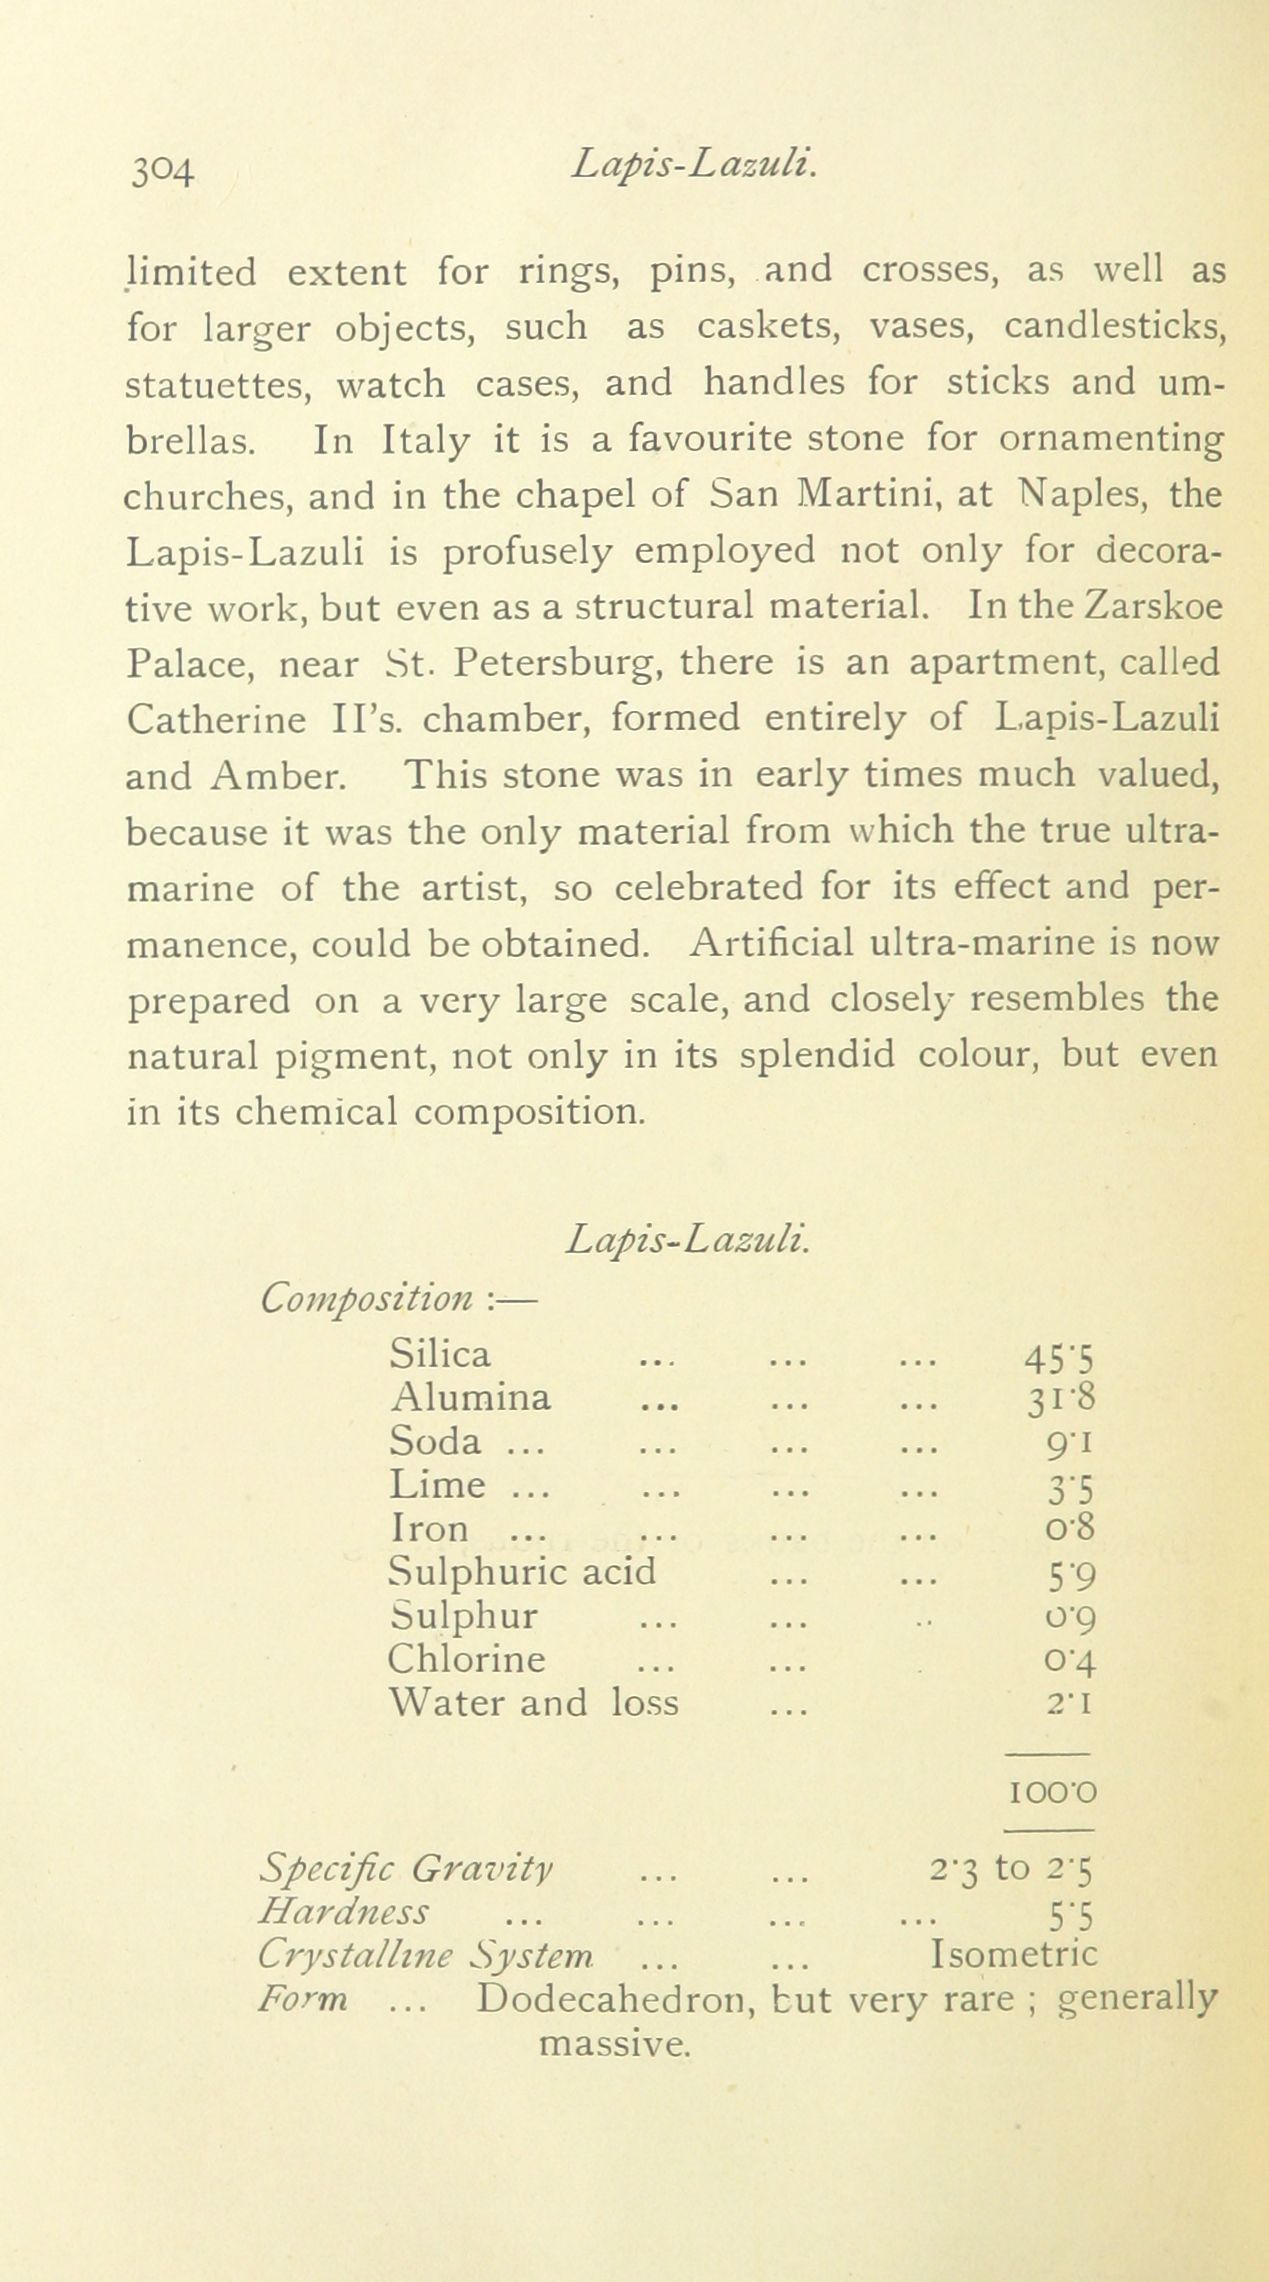 304 Lapis-Lazuli.
limited extent for rings, pins, and crosses, as well as
for larger objects, such as caskets, vases, candlesticks,
statuettes, watch cases, and handles for sticks and um-
brellas. In Italy it is a favourite stone for ornamenting
churches, and in the chapel of San Martini, at Naples, the
Lapis-Lazuli is profusely employed not only for decora-
tive work, but even as a structural material. In the Zarskoe
Palace, near St. Petersburg, there is an apartment, called
Catherine II's. chamber, formed entirely of Lapis-Lazuli
and Amber. This stone was in early times much valued,
because it was the only material from which the true ultra-
marine of the artist, so celebrated for its effect and per-
manence, could be obtained. Artificial ultra-marine is now
prepared on a very large scale, and closely resembles the
natural pigment, not only in its splendid colour, but even
in its chemical composition.
Lapis-Lazuli.
Composition :—
Silica ... ... ... 45·5
Alumina ... ... ... 31·8
Soda ... ... ... ... 9·1
Lime ... ... ... ... 3·5
Iron ... ... ... ... 0·8
Sulphuric acid ... ... 5·9
Sulphur ... ... .. 0·9
Chlorine ... ... . 0·4
Water and loss ... 2·1
100·0
Specific Gravity ... ... 2·3 to 2·5
Hardness ... ... ... ... 5·5
Crystalline System ... ... Isometric
Form ... Dodecahedron, but very rare ; generally
massive.